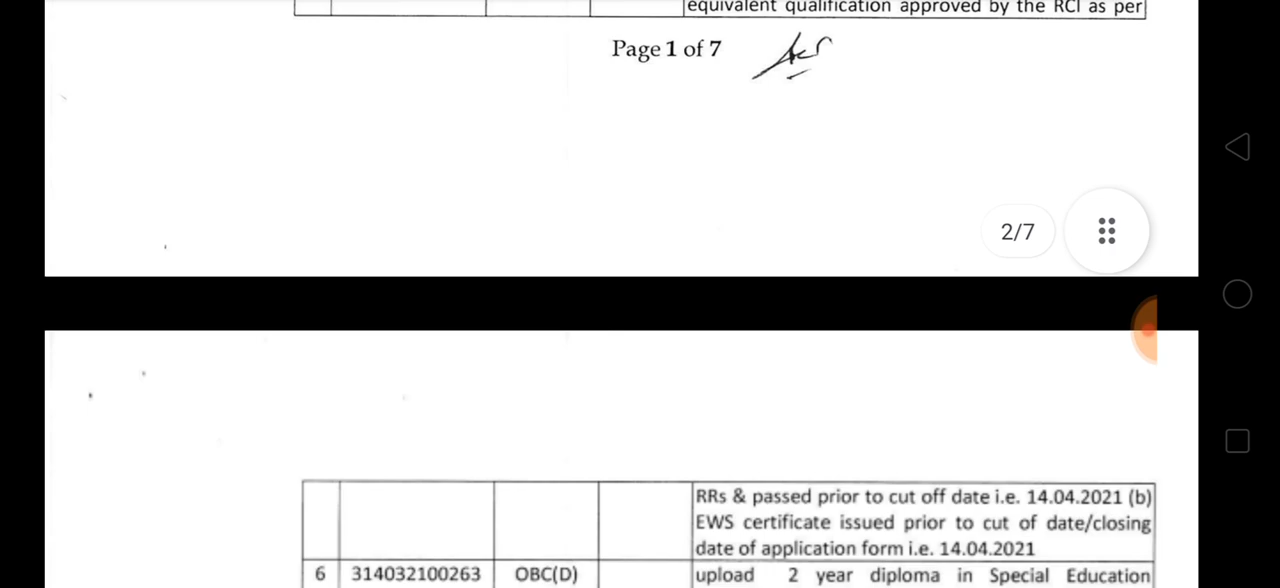 equivalent qualification approved by the RCI as per
Page 1 of 7
2/7
RRs & passed prior to cut off date i.e. 14.04.2021 (b)
EWS certificate issued prior to cut of date/closing
date of application form i.e. 14.04.2021
6 314032100263 OBC(D) upload 2 year diploma in Special Education